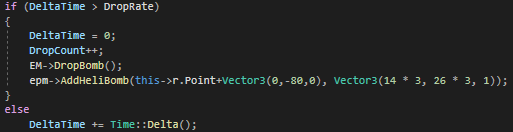 if (DeltaTime > DropRate)
{
    DeltaTime = 0;
    DropCount++;
    EM->DropBomb();
    epm->AddHeliBomb(this->r.Point+Vector3(0,-80,0), Vector3(14 * 3, 26 * 3, 1));
}
else
    DeltaTime += Time::Delta();